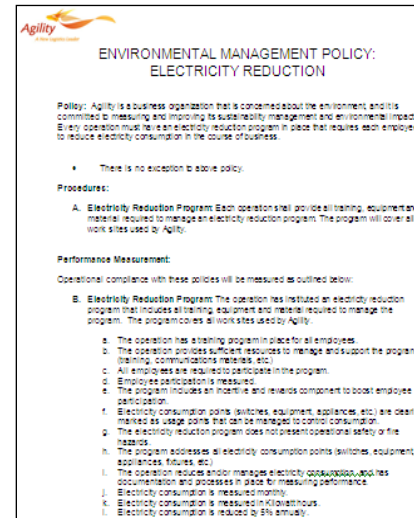 Agility
A New Logistics Leader
ENVIRONMENTAL MANAGEMENT POLICY:
ELECTRICITY REDUCTION
Policy: Agility is a business organization that is concerned about the environment, and it is
committed to measuring and improving its sustainability management and environmental impact.
Every operation must have an electricity reduction program in place that requires each employee
to reduce electricity consumption in the course of business.
• There is no exception to above policy.
Procedures:
A. Electricity Reduction Program: Each operation shall provide all training, equipment and
material required to manage an electricity reduction program. The program will cover all
work sites used by Agility.
Performance Measurement:
Operational compliance with these policies will be measured as outlined below:
B. Electricity Reduction Program: The operation has instituted an electricity reduction
program that includes all training, equipment and material required to manage the
program. The program covers all work sites used by Agility.
a. The operation has a training program in place for all employees.
b. The operation provides sufficient resources to manage and support the program
(training, communications materials, etc.)
c. All employees are required to participate in the program.
d. Employee participation is measured.
e. The program includes an incentive and rewards component to boost employee
participation.
f. Electricity consumption points (switches, equipment, appliances, etc.) are clearl
marked as usage points that can be managed to control consumption.
g. The electricity reduction program does not present operational safety or fire
hazards.
h. The program addresses all electricity consumption points (switches, equipment,
appliances, fixtures, etc.)
i. The operation reduces and/or manages electricity consumption, and has
documentation and processes in place for measuring performance.
j. Electricity consumption is measured monthly.
k. Electricity consumption is measured in Kilowatt hours.
l. Electricity consumption is reduced by 5% annually.